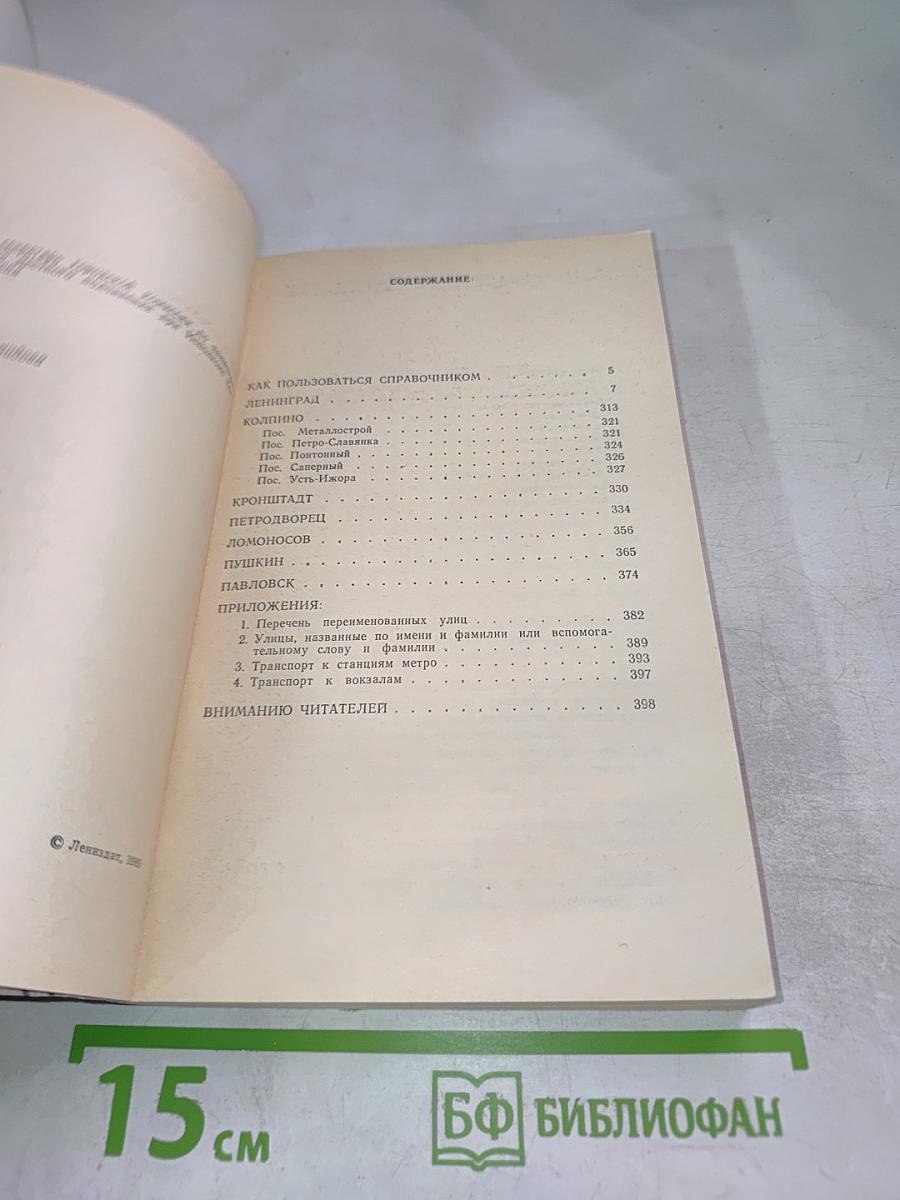 © Лениздат,
СОДЕРЖАНИЕ
КАК ПОЛЬЗОВАТЬСЯ СПРАВОЧНИКОМ . . . . . . . 5
ЛЕНИНГРАД . . . . . . . . . . . . . . . . . . 7
КОЛПИНО . . . . . . . . . . . . . . . . . . . 313
Пос. Металлострой . . . . . . . . . . . . . 321
Пос. Петро-Славянка . . . . . . . . . . . . 321
Пос. Понтонный . . . . . . . . . . . . . . 324
Пос. Саперный . . . . . . . . . . . . . . . 326
Пос. Усть-Ижора . . . . . . . . . . . . . . 327
КРОНШТАДТ . . . . . . . . . . . . . . . . . . 330
ПЕТРОДВОРЕЦ . . . . . . . . . . . . . . . . . 334
ЛОМОНОСОВ . . . . . . . . . . . . . . . . . . 356
ПУШКИН . . . . . . . . . . . . . . . . . . . 365
ПАВЛОВСК . . . . . . . . . . . . . . . . . . 374
ПРИЛОЖЕНИЯ:
1. Перечень переименованных улиц . . . . . . . . . 382
2. Улицы, названные по имени и фамилии или вспомога-
тельному слову и фамилии . . . . . . . . . . . 389
3. Транспорт к станциям метро . . . . . . . . . . . 393
4. Транспорт к вокзалам . . . . . . . . . . . . . 397
ВНИМАНИЮ ЧИТАТЕЛЕЙ . . . . . . . . . . . . . 398
15 см
БФ БИБЛИОФАН